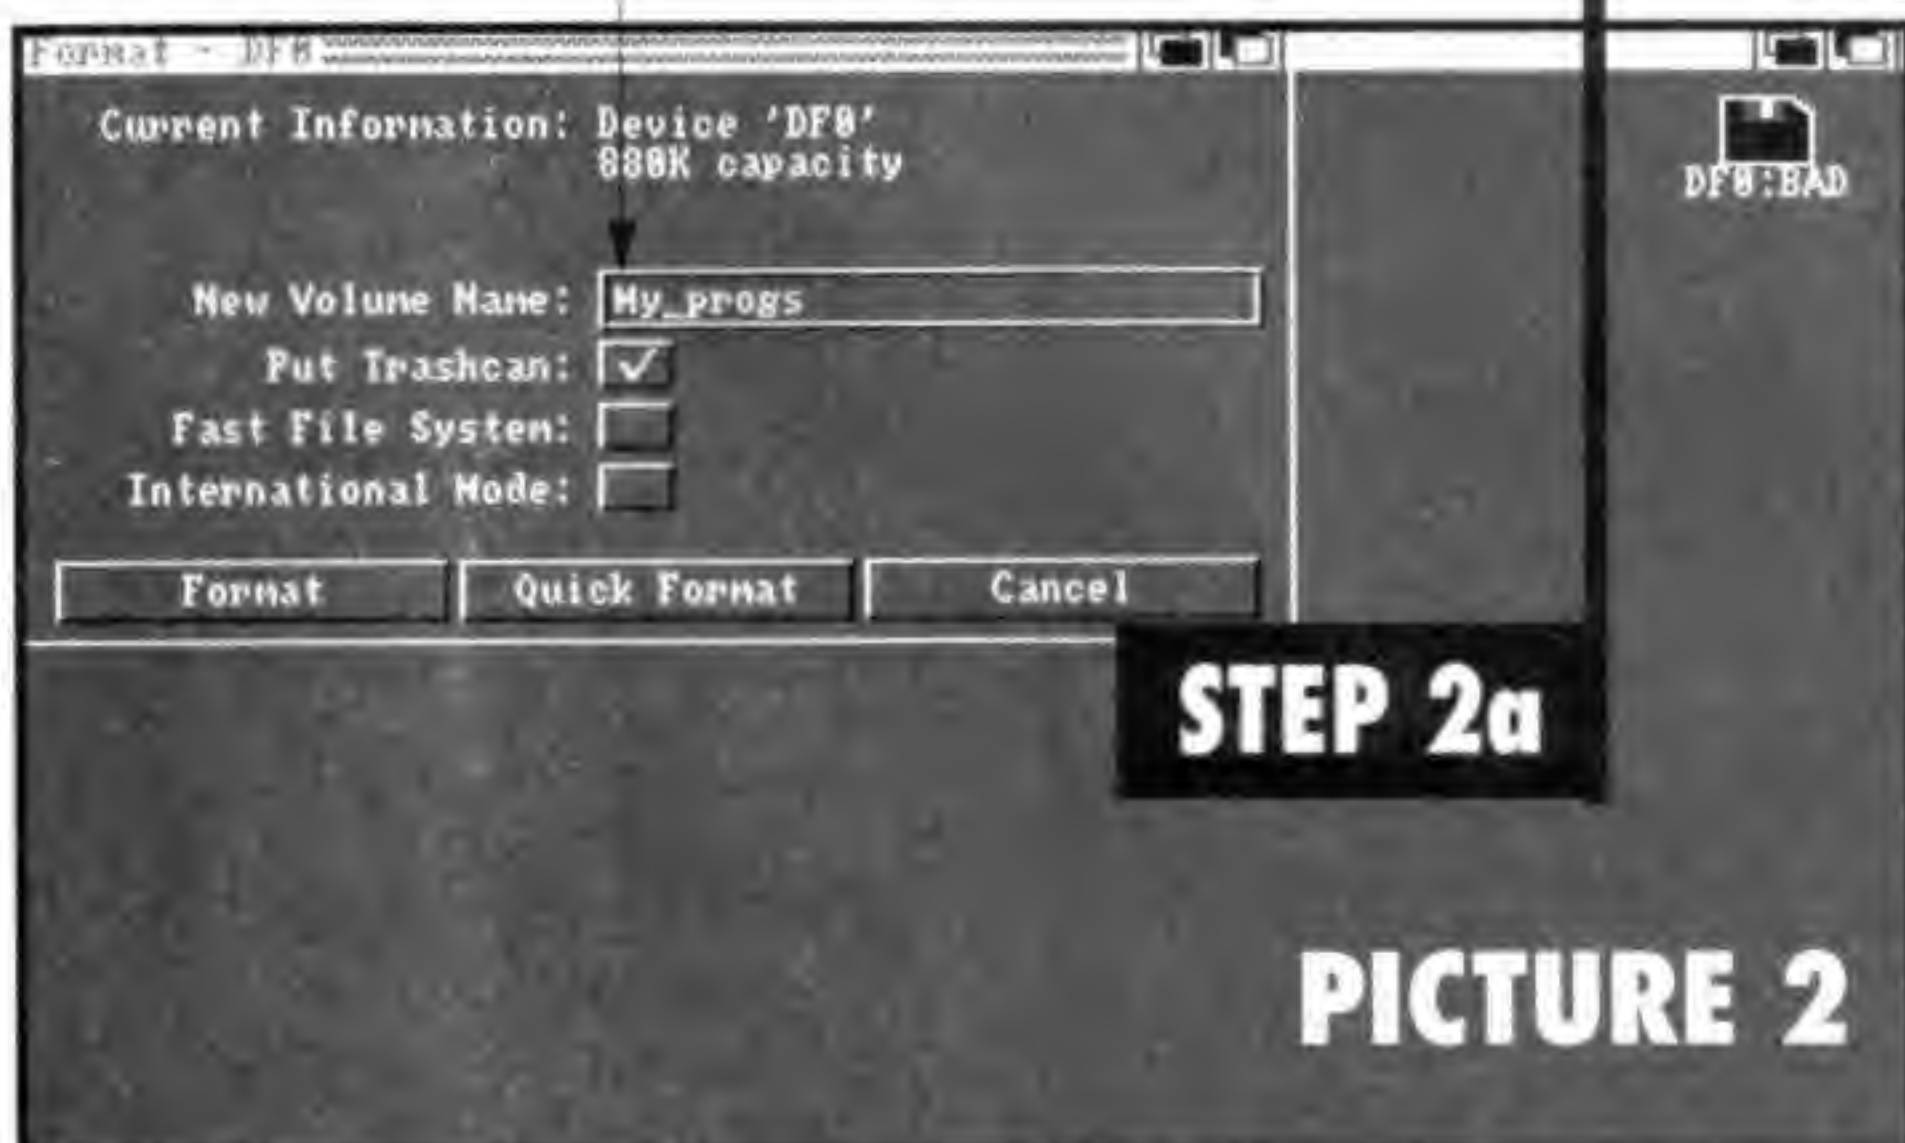 Format - DF0
Current Information: Device 'DF0'
880K capacity
DF0:BAD
New Volume Name: My_progs
Put Trashcan:
Fast File System:
International Mode:
Format
Quick Format
Cancel
STEP 2a
PICTURE 2